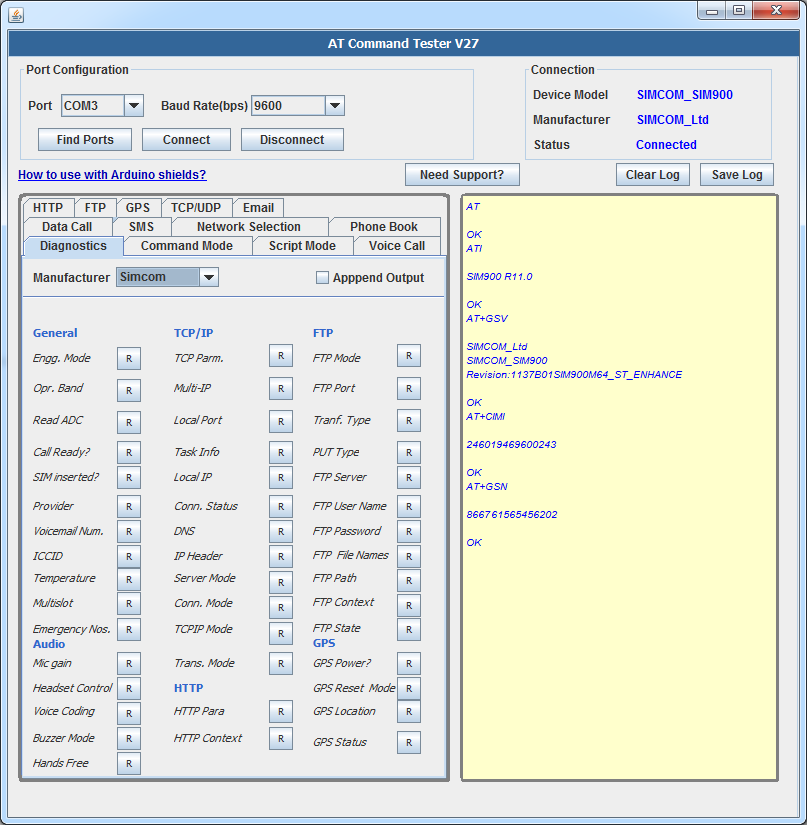 AT Command Tester V27
Port Configuration
Port COM3 Baud Rate(bps) 9600
Find Ports Connect Disconnect
Connection
Device Model SIMCOM_SIM900
Manufacturer SIMCOM_Ltd
Status Connected
How to use with Arduino shields? Need Support? Clear Log Save Log
HTTP FTP GPS TCP/UDP Email
Data Call SMS Network Selection Phone Book
Diagnostics Command Mode Script Mode Voice Call
Manufacturer Simcom Apppend Output
General TCP/IP FTP
Engg. Mode R TCP Parm. R FTP Mode R
Opr. Band R Multi-IP R FTP Port R
Read ADC R Local Port R Tranf. Type R
Call Ready? R Task Info R PUT Type R
SIM inserted? R Local IP R FTP Server R
Provider R Conn. Status R FTP User Name R
Voicemail Num. R DNS R FTP Password R
ICCID R IP Header R FTP File Names R
Temperature R Server Mode R FTP Path R
Multislot R Conn. Mode R FTP Context R
Emergency Nos. R TCPIP Mode R FTP State R
Audio GPS
Mic gain R Trans. Mode R GPS Power? R
Headset Control R HTTP GPS Reset Mode R
Voice Coding R HTTP Para R GPS Location R
Buzzer Mode R HTTP Context R GPS Status R
Hands Free R
AT
OK
ATI
SIM900 R11.0
OK
AT+GSV
SIMCOM_Ltd
SIMCOM_SIM900
Revision:1137B01SIM900M64_ST_ENHANCE
OK
AT+CIMI
246019469600243
OK
AT+GSN
866761565456202
OK